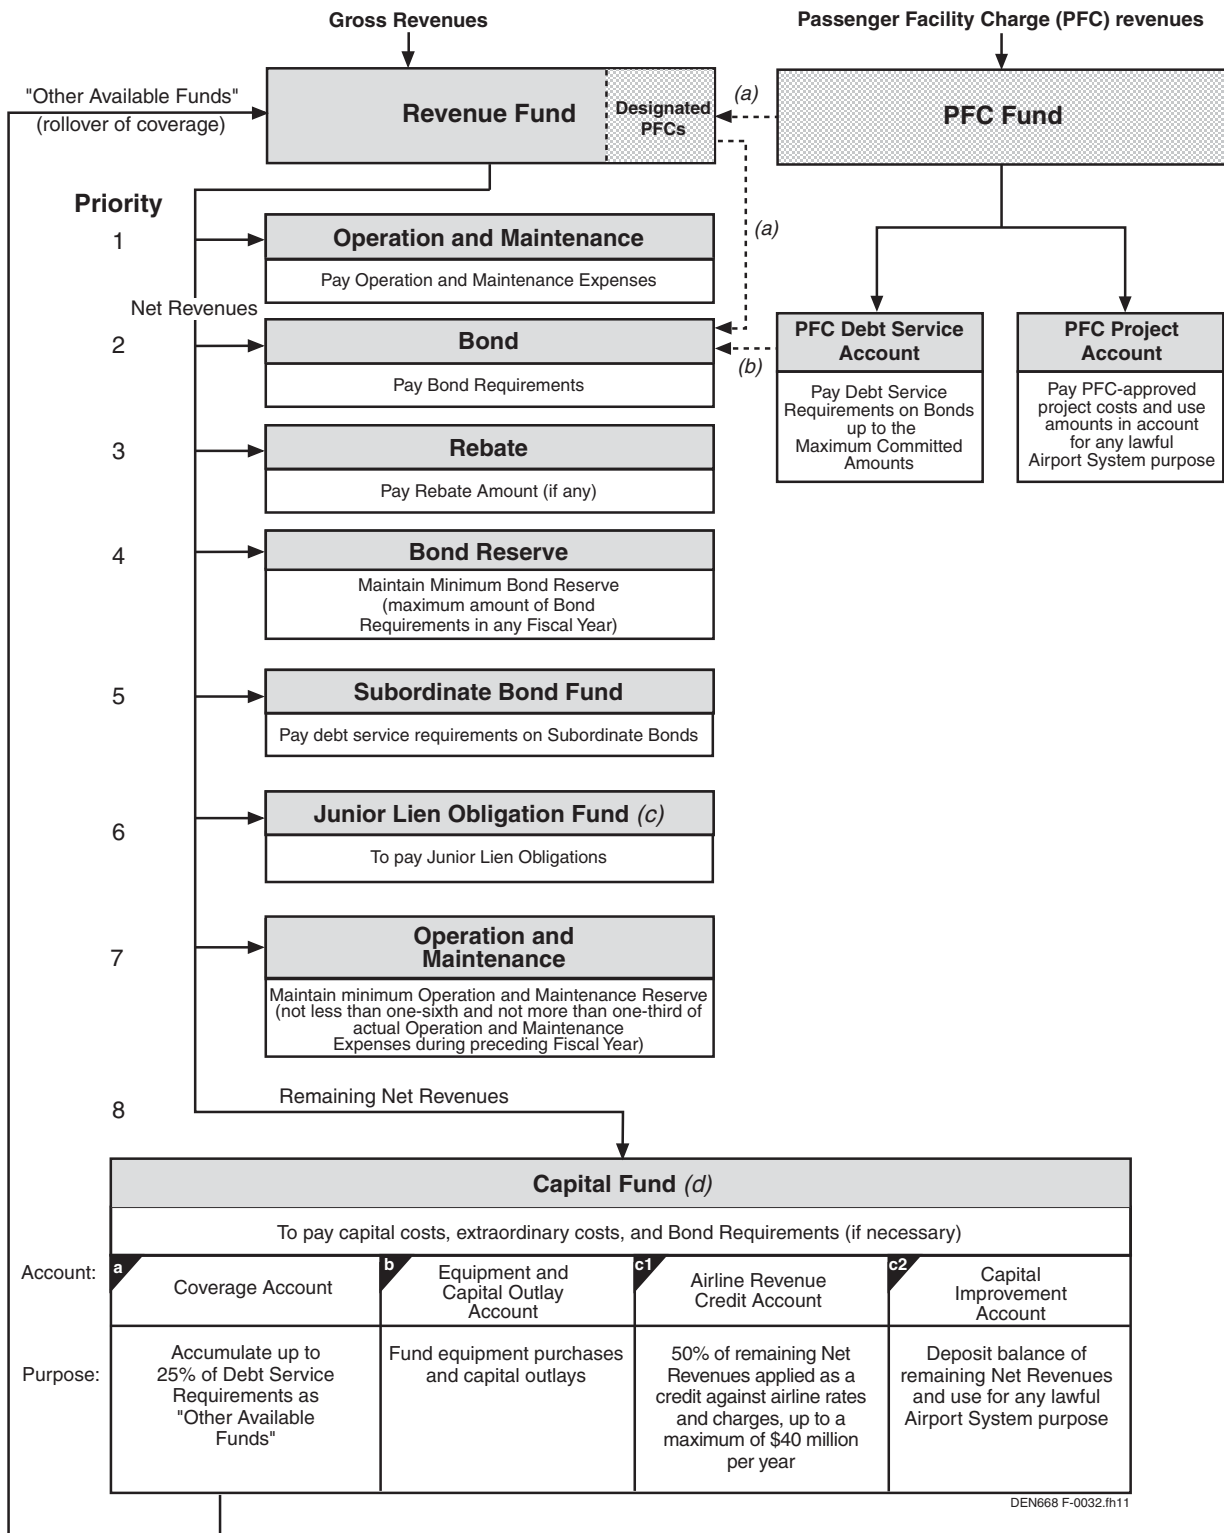 Gross Revenues
Passenger Facility Charge (PFC) revenues
"Other Available Funds"
(rollover of coverage)
Revenue Fund
Designated
PFCs
(a)
PFC Fund
Priority
(a)
1
Operation and Maintenance
Pay Operation and Maintenance Expenses
Net Revenues
2
Bond
Pay Bond Requirements
(b)
PFC Debt Service
Account
Pay Debt Service
Requirements on Bonds
up to the
Maximum Committed
Amounts
PFC Project
Account
Pay PFC-approved
project costs and use
amounts in account
for any lawful
Airport System purpose
3
Rebate
Pay Rebate Amount (if any)
4
Bond Reserve
Maintain Minimum Bond Reserve
(maximum amount of Bond
Requirements in any Fiscal Year)
5
Subordinate Bond Fund
Pay debt service requirements on Subordinate Bonds
6
Junior Lien Obligation Fund (c)
To pay Junior Lien Obligations
7
Operation and
Maintenance
Maintain minimum Operation and Maintenance Reserve
(not less than one-sixth and not more than one-third of
actual Operation and Maintenance
Expenses during preceding Fiscal Year)
8
Remaining Net Revenues
Capital Fund (d)
To pay capital costs, extraordinary costs, and Bond Requirements (if necessary)
Account:
a
Coverage Account
b
Equipment and
Capital Outlay
Account
c1
Airline Revenue
Credit Account
c2
Capital
Improvement
Account
Purpose:
Accumulate up to
25% of Debt Service
Requirements as
"Other Available
Funds"
Fund equipment purchases
and capital outlays
50% of remaining Net
Revenues applied as a
credit against airline rates
and charges, up to a
maximum of $40 million
per year
Deposit balance of
remaining Net Revenues
and use for any lawful
Airport System purpose
DEN668 F-0032.fh11